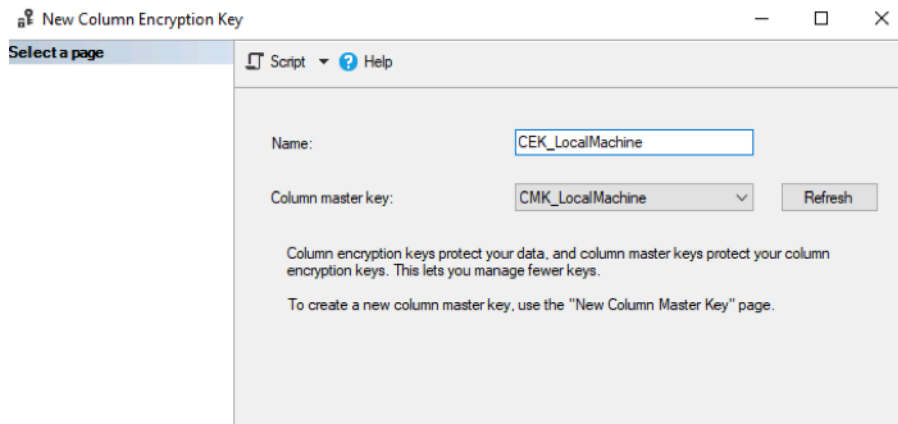 New Column Encryption Key
Select a page
Script Help
Name: CEK_LocalMachine
Column master key: CMK_LocalMachine Refresh
Column encryption keys protect your data, and column master keys protect your column
encryption keys. This lets you manage fewer keys.
To create a new column master key, use the "New Column Master Key" page.